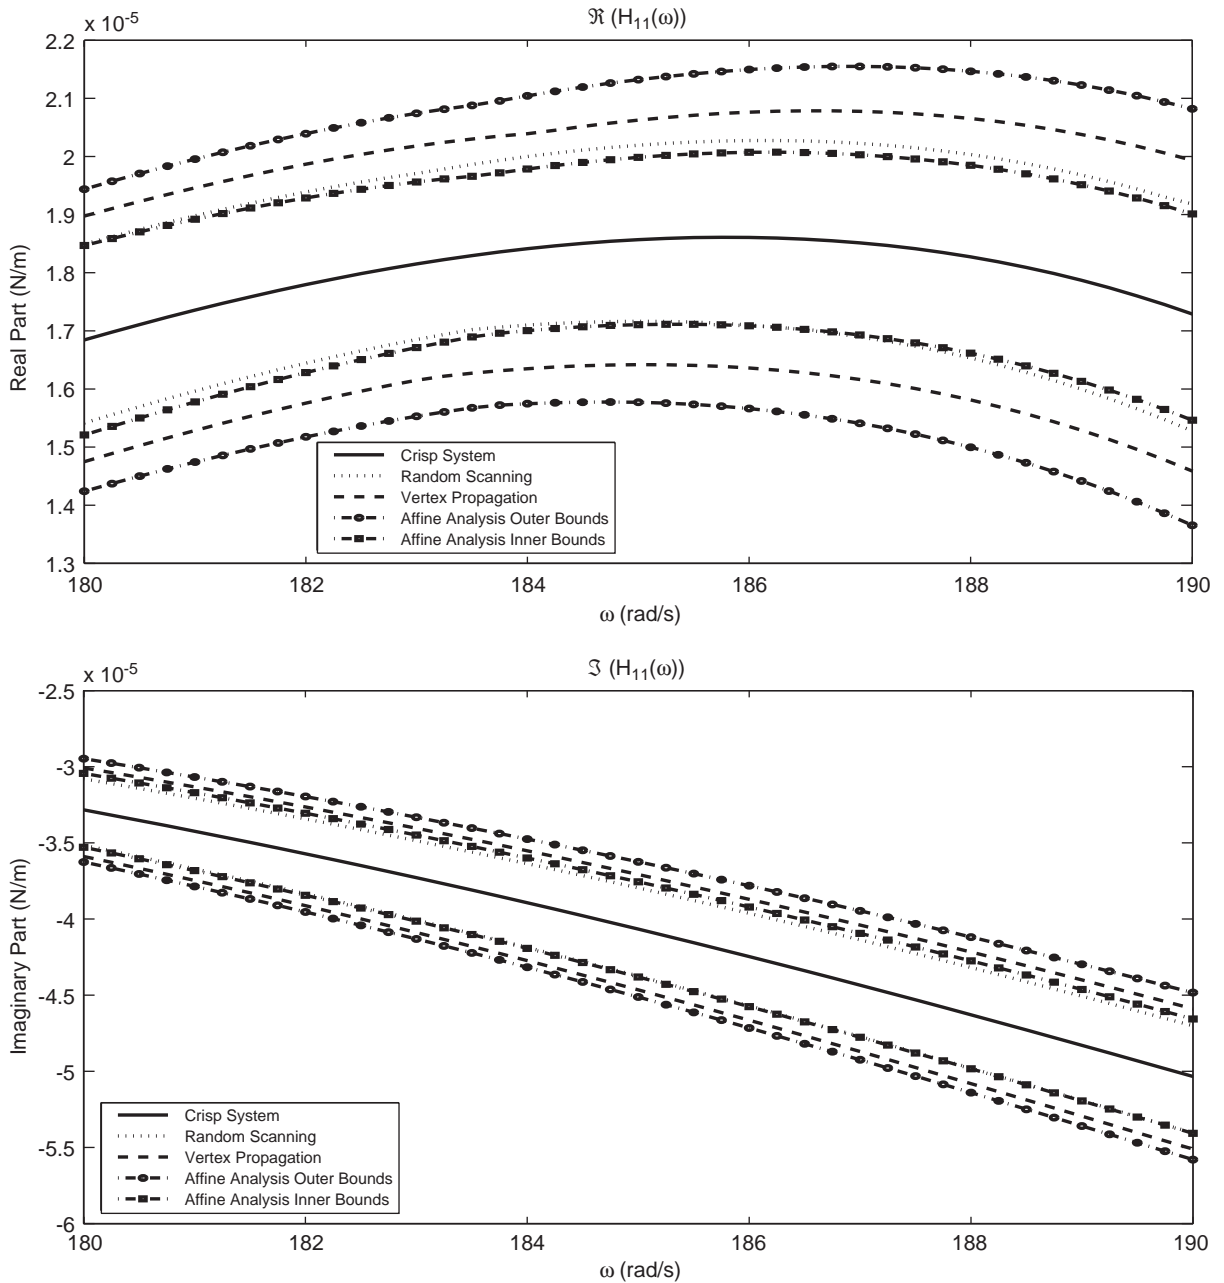 x 10-5
ℜ (H11(ω))
2.2
2.1
2
1.9
1.8
1.7
1.6
1.5
1.4
1.3
Real Part (N/m)
Crisp System
Random Scanning
Vertex Propagation
Affine Analysis Outer Bounds
Affine Analysis Inner Bounds
180 182 184 186 188 190
ω (rad/s)
x 10-5
ℑ (H11(ω))
-2.5
-3
-3.5
-4
-4.5
-5
-5.5
-6
Imaginary Part (N/m)
Crisp System
Random Scanning
Vertex Propagation
Affine Analysis Outer Bounds
Affine Analysis Inner Bounds
180 182 184 186 188 190
ω (rad/s)